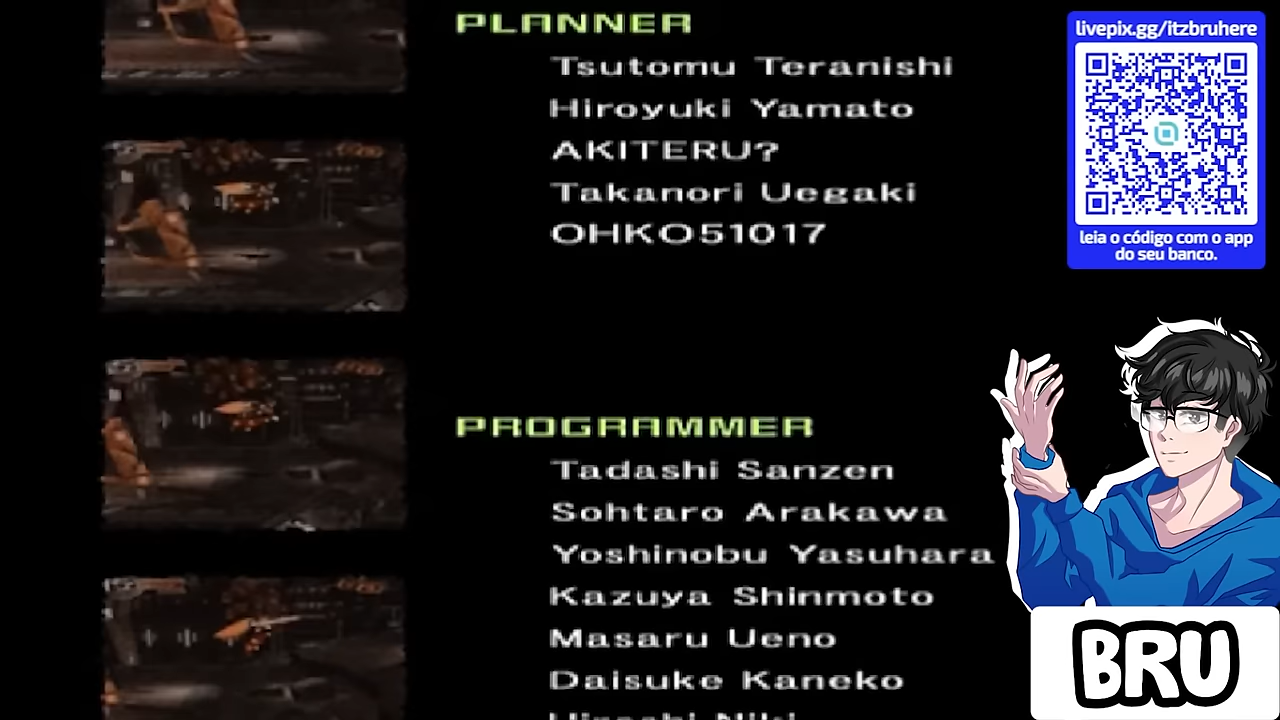 PLANNER
Tsutomu Teranishi
Hiroyuki Yamato
AKITERU?
Takanori Uegaki
OHKO51017
PROGRAMMER
Tadashi Sanzen
Sohtaro Arakawa
Yoshinobu Yasuhara
Kazuya Shinmoto
Masaru Ueno
Daisuke Kaneko
livepix.gg/itzbruhere
leia o código com o app
do seu banco.
BRU